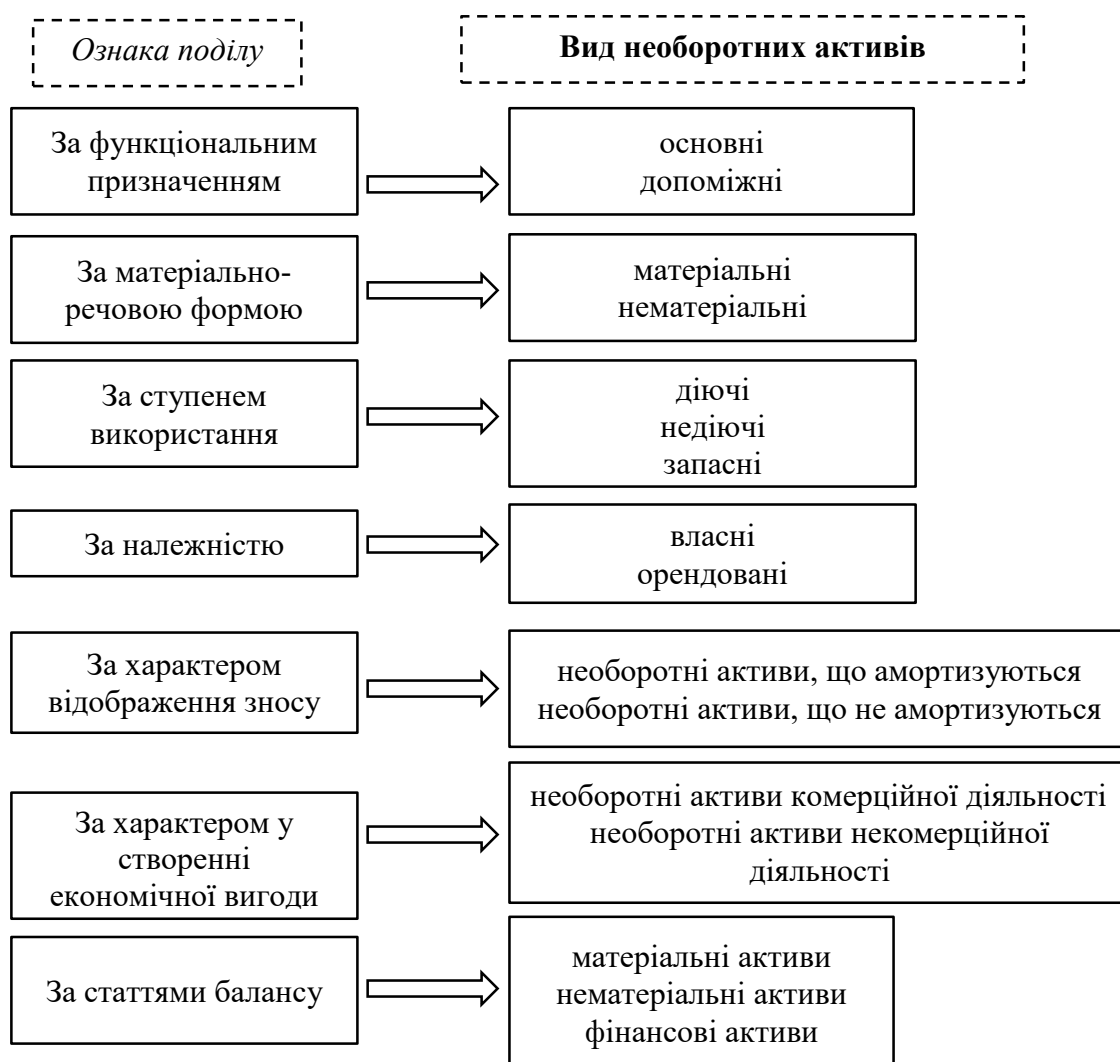 Ознака поділу
Вид необоротних активів
За функціональним
призначенням
основні
допоміжні
За матеріально-
речовою формою
матеріальні
нематеріальні
За ступенем
використання
діючі
недіючі
запасні
За належністю
власні
орендовані
За характером
відображення зносу
необоротні активи, що амортизуються
необоротні активи, що не амортизуються
За характером у
створенні
економічної вигоди
необоротні активи комерційної діяльності
необоротні активи некомерційної
діяльності
За статтями балансу
матеріальні активи
нематеріальні активи
фінансові активи